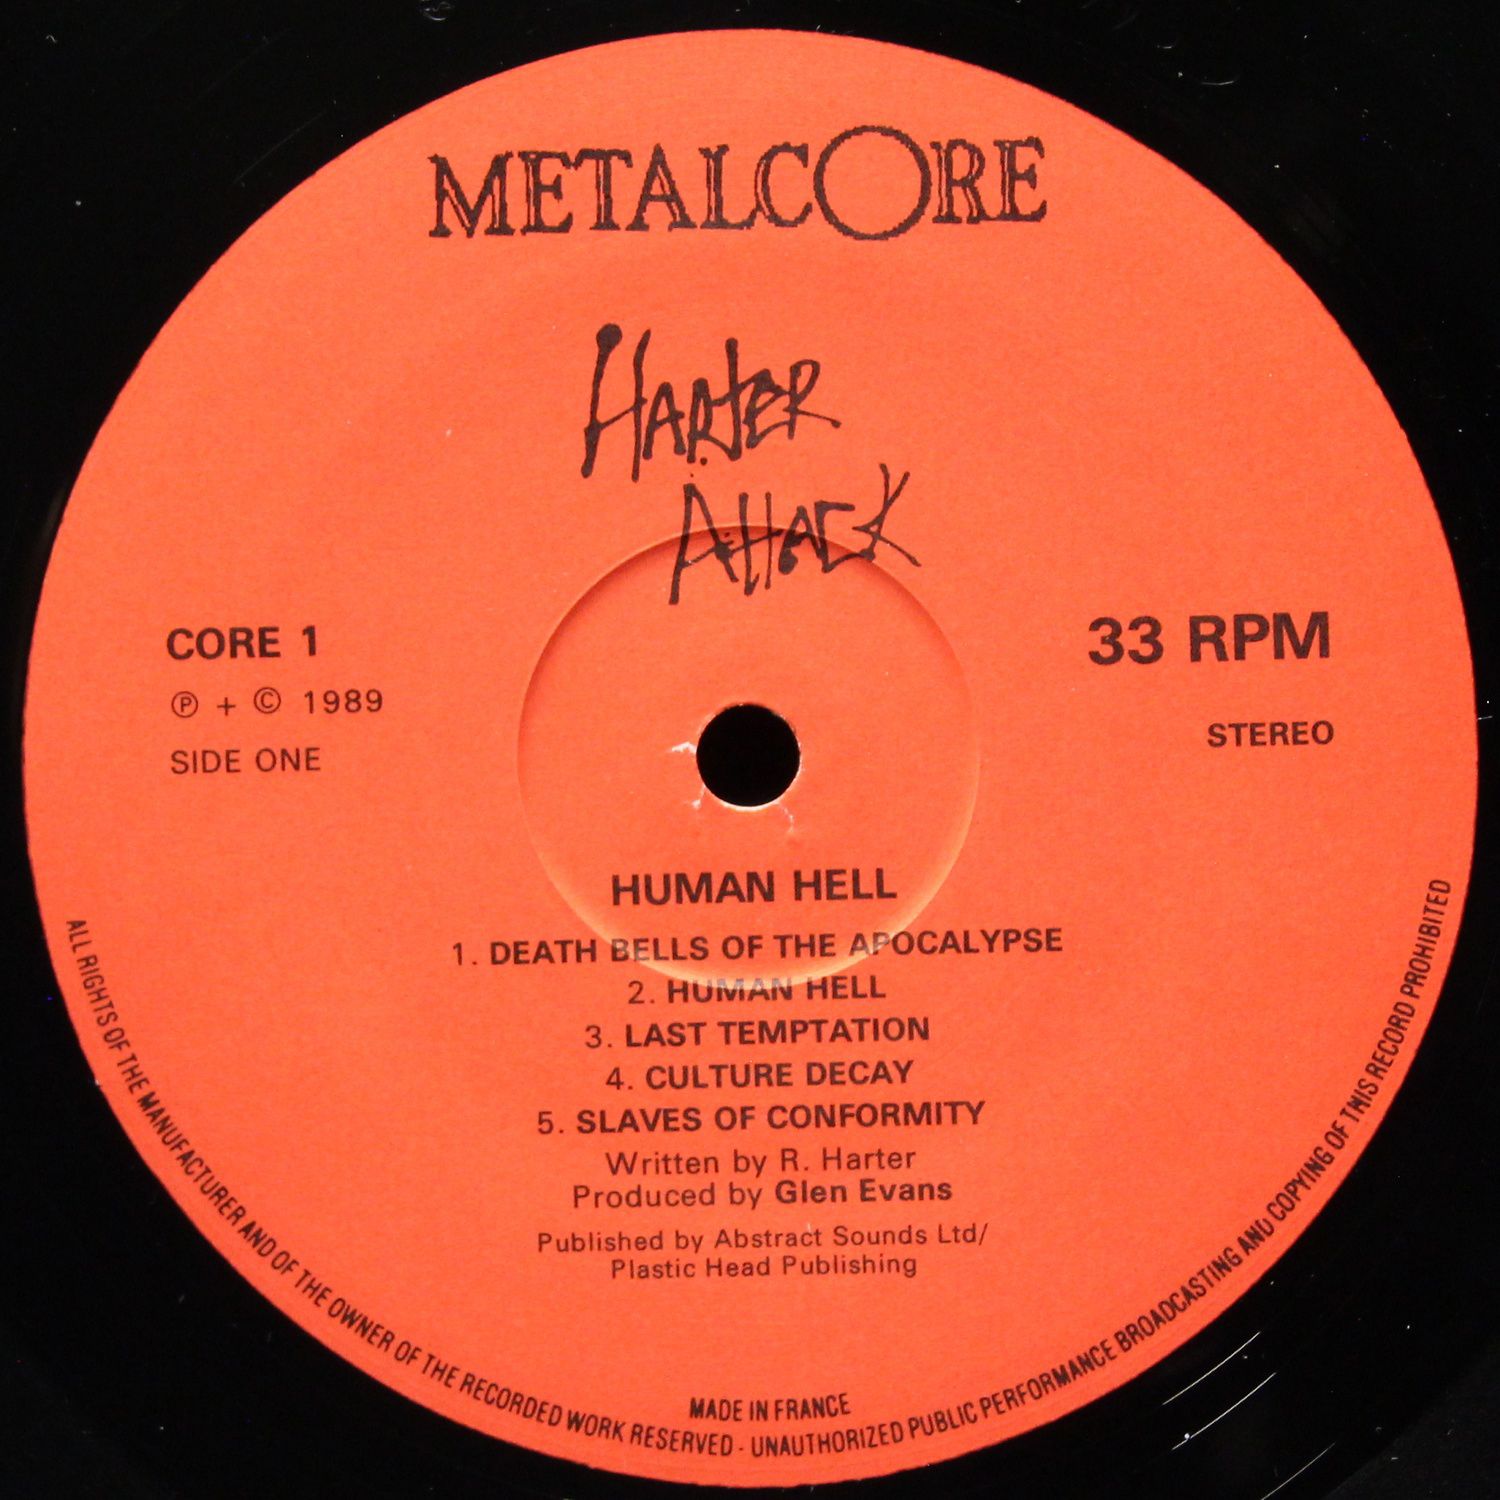 METALCORE
HARTER
ATTACK
CORE 1
℗ + © 1989
SIDE ONE
33 RPM
STEREO
HUMAN HELL
1. DEATH BELLS OF THE APOCALYPSE
2. HUMAN HELL
3. LAST TEMPTATION
4. CULTURE DECAY
5. SLAVES OF CONFORMITY
Written by R. Harter
Produced by Glen Evans
Published by Abstract Sounds Ltd/
Plastic Head Publishing
MADE IN FRANCE
ALL RIGHTS OF THE MANUFACTURER AND OF THE OWNER OF THE RECORDED WORK RESERVED - UNAUTHORIZED PUBLIC PERFORMANCE BROADCASTING AND COPYING OF THIS RECORD PROHIBITED